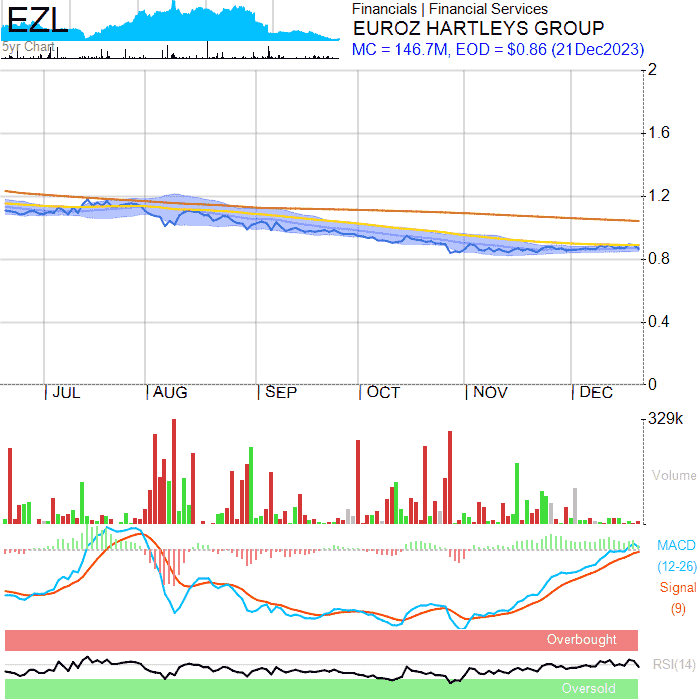 EZL
5yr Chart
Financials | Financial Services
EUROZ HARTLEYS GROUP
MC = 146.7M, EOD = $0.86 (21Dec2023)
2
1.6
1.2
0.8
0.4
0
JUL
AUG
SEP
OCT
NOV
DEC
329k
Volume
MACD
(12-26)
Signal
(9)
Overbought
RSI(14)
Oversold